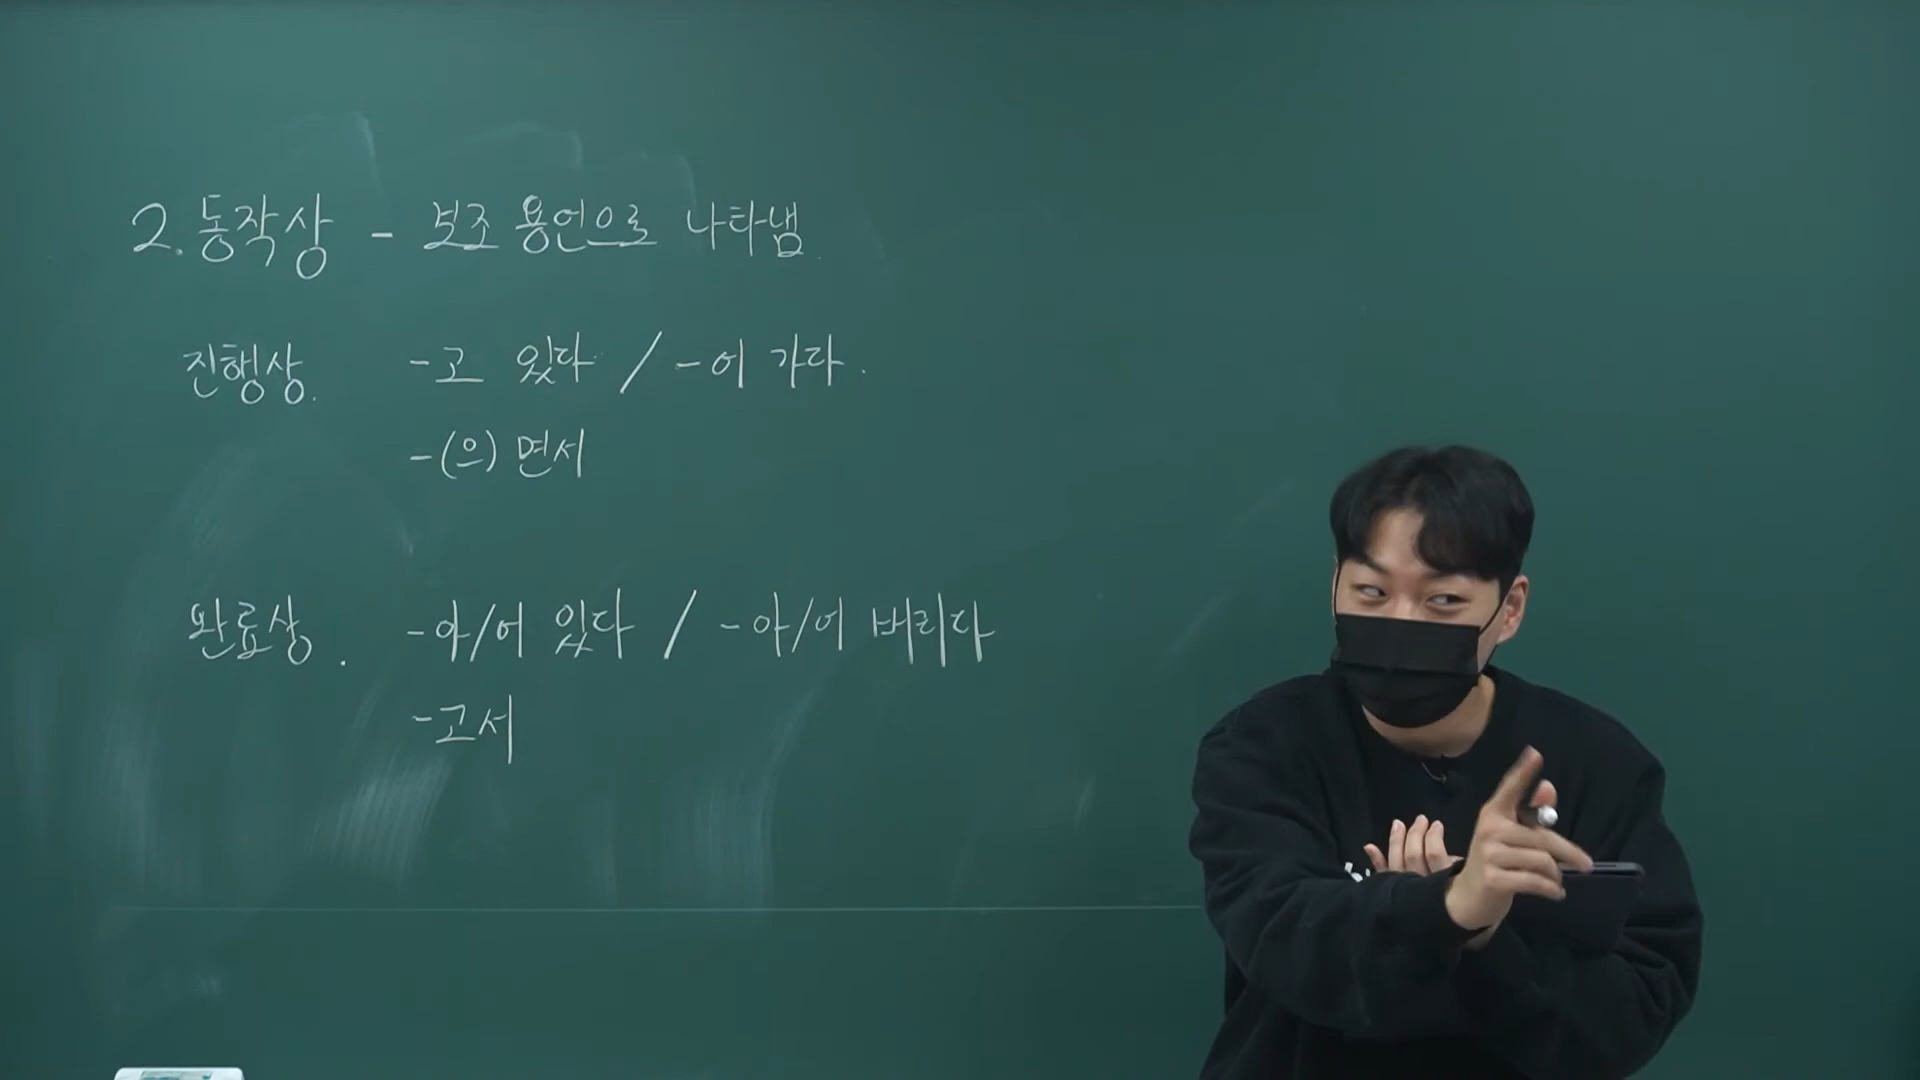 2. 동작상 - 보조 용언으로 나타냄.
진행상. -고 있다 / -어 가다.
-(으)면서
완료상. -아/어 있다 / -아/어 버리다
-고서